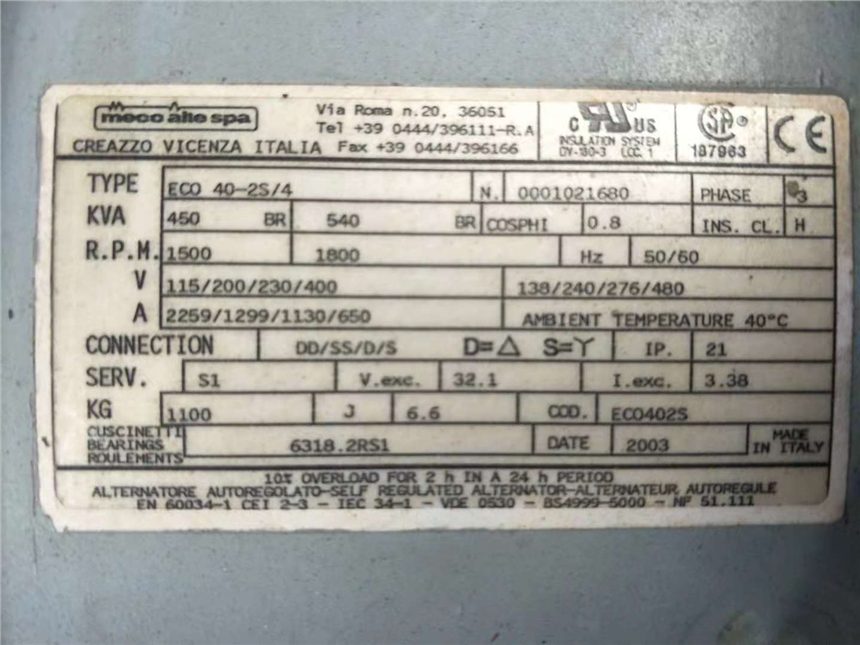 meco alte spa
Via Roma n.20, 36051
Tel +39 0444/396111-R.A
CREAZZO VICENZA ITALIA Fax +39 0444/396166
C RU US
INSULATION SYSTEM
LOC. 1
SP ®
187963
CE
TYPE ECO 40-2S/4 N. 0001021680 PHASE 3
KVA 450 BR 540 BR COSPHI 0.8 INS. CL. H
R.P.M. 1500 1800 Hz 50/60
V 115/200/230/400 138/240/276/480
A 2259/1299/1130/650 AMBIENT TEMPERATURE 40°C
CONNECTION DD/SS/D/S D=△ S=Y IP. 21
SERV. S1 V.exc. 32.1 I.exc. 3.38
KG 1100 J 6.6 COD. ECO402S
CUSCINETTI
BEARINGS
ROULEMENTS
6318.2RS1 DATE 2003
MADE
IN ITALY
10% OVERLOAD FOR 2 h IN A 24 h PERIOD
ALTERNATORE AUTOREGOLATO-SELF REGULATED ALTERNATOR-ALTERNATEUR AUTOREGULE
EN 60034-1 CEI 2-3 - IEC 34-1 - VDE 0530 - BS4999-5000 - NF 51.111